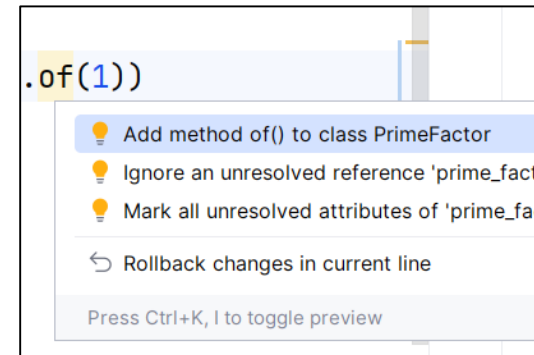 .of(1))
Add method of() to class PrimeFactor
Ignore an unresolved reference 'prime_fact
Mark all unresolved attributes of 'prime_fa
Rollback changes in current line
Press Ctrl+K, I to toggle preview